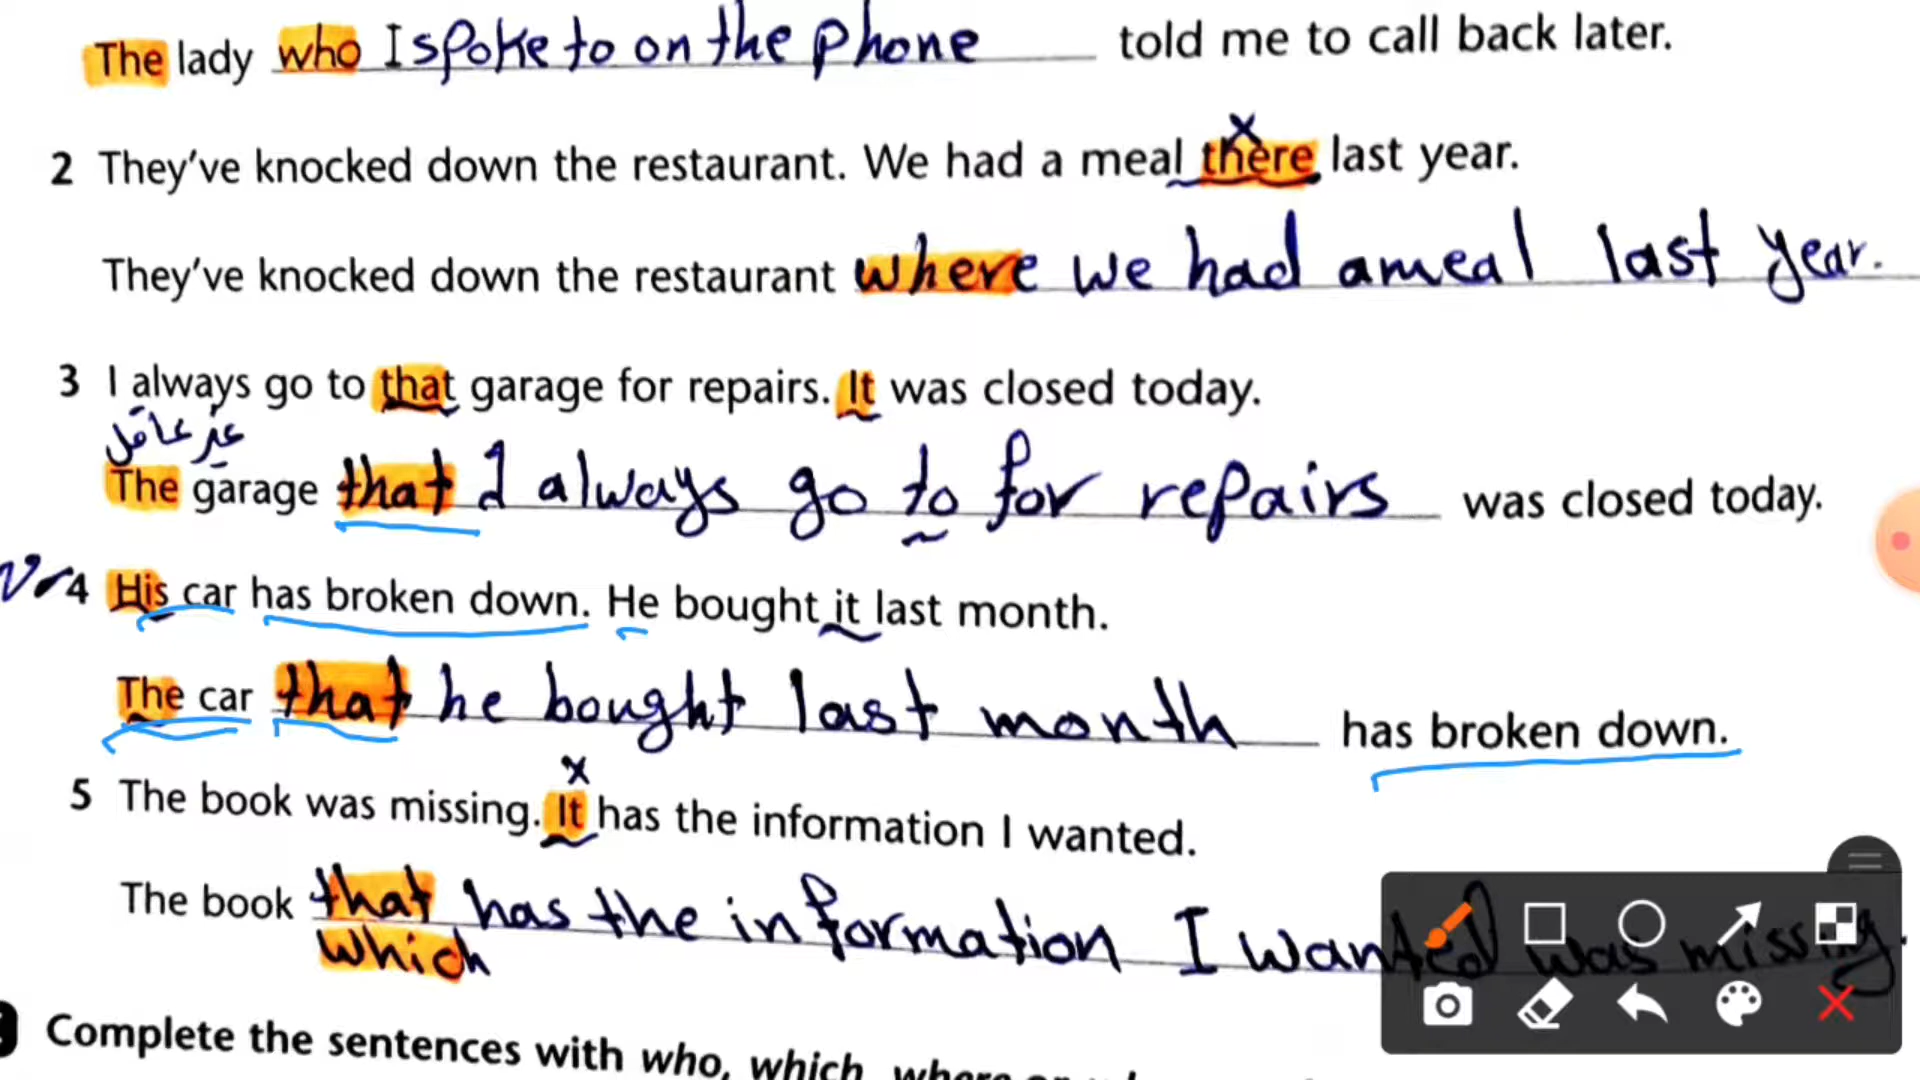 The lady who I spoke to on the phone told me to call back later.
2 They've knocked down the restaurant. We had a meal there last year.
They've knocked down the restaurant where we had a meal last year.
3 I always go to that garage for repairs. It was closed today.
غير عاقل
The garage that I always go to for repairs was closed today.
4 His car has broken down. He bought it last month.
The car that he bought last month has broken down.
5 The book was missing. It has the information I wanted.
The book that has the information I wanted was missing.
which
Complete the sentences with who, which, where or